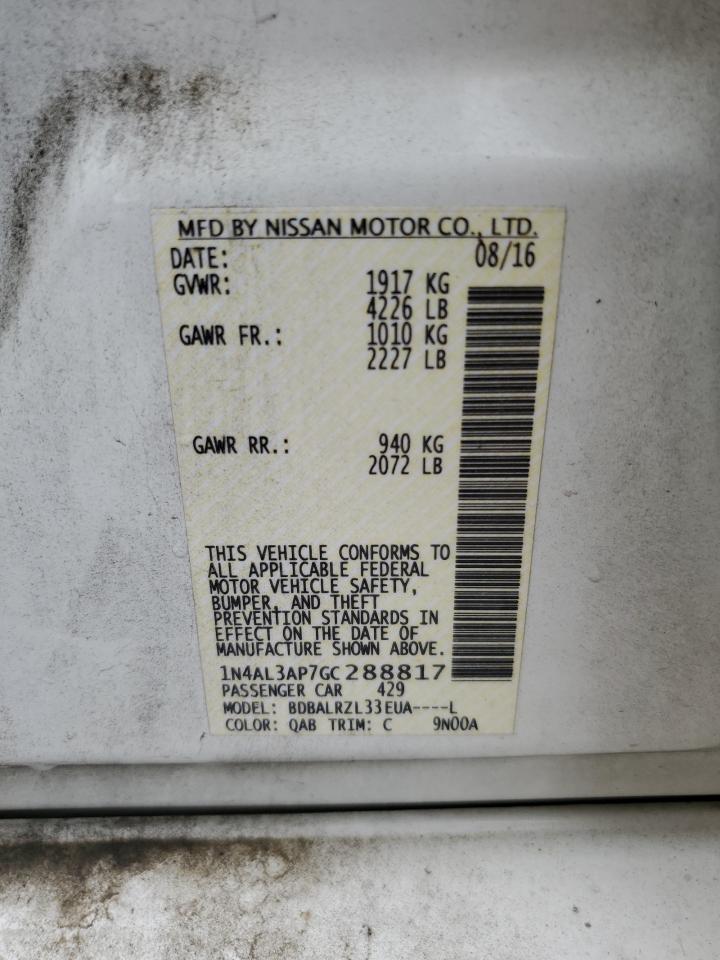 MFD BY NISSAN MOTOR CO., LTD.
DATE: 08/16
GVWR: 1917 KG
4226 LB
GAWR FR.: 1010 KG
2227 LB
GAWR RR.: 940 KG
2072 LB
THIS VEHICLE CONFORMS TO
ALL APPLICABLE FEDERAL
MOTOR VEHICLE SAFETY,
BUMPER, AND THEFT
PREVENTION STANDARDS IN
EFFECT ON THE DATE OF
MANUFACTURE SHOWN ABOVE.
1N4AL3AP7GC288817
PASSENGER CAR 429
MODEL: BDBALRZL33EUA----L
COLOR: QAB TRIM: C 9N00A